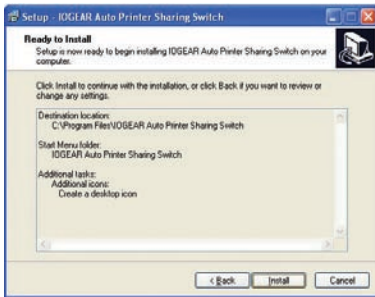 Setup - IOGEAR Auto Printer Sharing Switch
Ready to Install
Setup is now ready to begin installing IOGEAR Auto Printer Sharing Switch on your
computer.
Click Install to continue with the installation, or click Back if you want to review or
change any settings.
Destination location:
C:\Program Files\IOGEAR Auto Printer Sharing Switch
Start Menu folder:
IOGEAR Auto Printer Sharing Switch
Additional tasks:
Additional icons:
Create a desktop icon
< Back
Install
Cancel